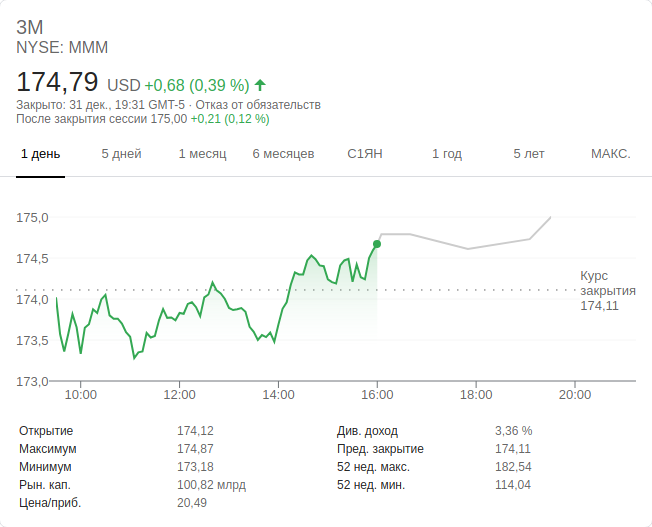 3M
NYSE: MMM
174,79 USD +0,68 (0,39 %)
Закрыто: 31 дек., 19:31 GMT-5 · Отказ от обязательств
После закрытия сессии 175,00 +0,21 (0,12 %)
1 день 5 дней 1 месяц 6 месяцев С1ЯН 1 год 5 лет МАКС.
175,0
174,5
174,0
173,5
173,0
Курс
закрытия
174,11
10:00 12:00 14:00 16:00 18:00 20:00
Открытие 174,12 Див. доход 3,36 %
Максимум 174,87 Пред. закрытие 174,11
Минимум 173,18 52 нед. макс. 182,54
Рын. кап. 100,82 млрд 52 нед. мин. 114,04
Цена/приб. 20,49